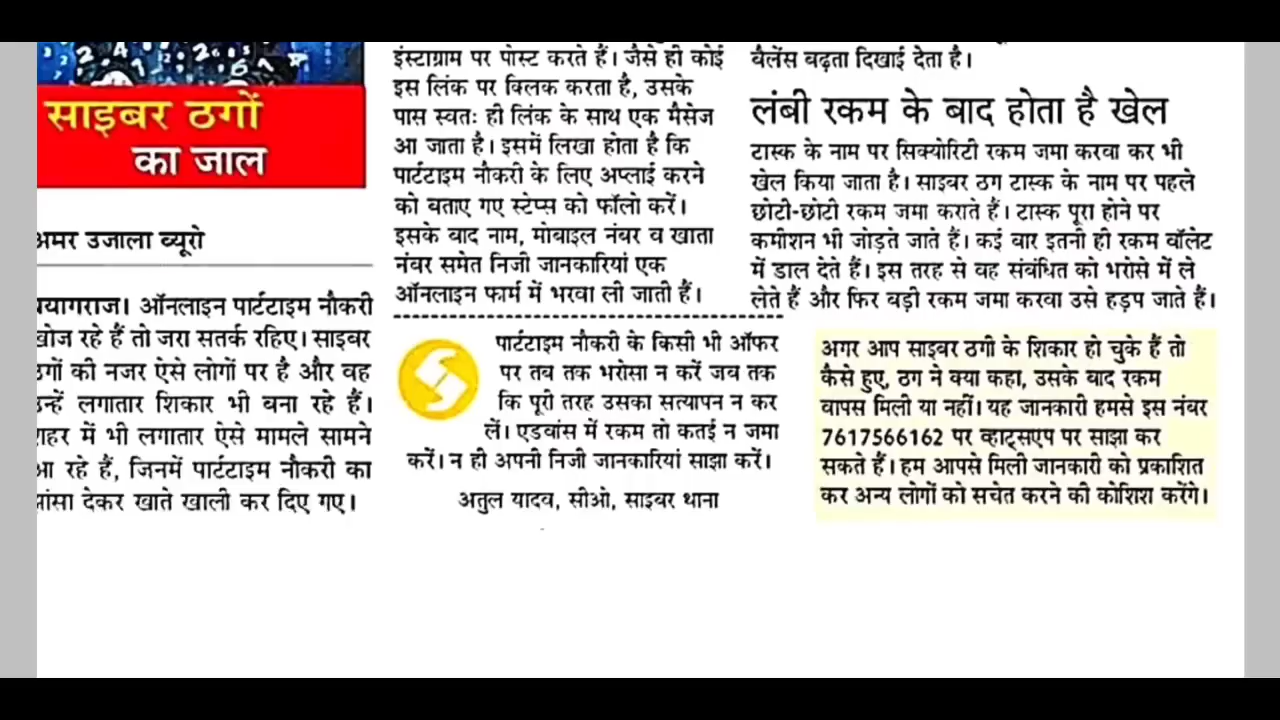 साइबर ठगों
का जाल
अमर उजाला ब्यूरो
प्रयागराज। ऑनलाइन पार्टटाइम नौकरी
खोज रहे हैं तो जरा सतर्क रहिए। साइबर
ठगों की नजर ऐसे लोगों पर है और वह
उन्हें लगातार शिकार भी बना रहे हैं।
शहर में भी लगातार ऐसे मामले सामने
आ रहे हैं, जिनमें पार्टटाइम नौकरी का
झांसा देकर खाते खाली कर दिए गए।
इंस्टाग्राम पर पोस्ट करते हैं। जैसे ही कोई
इस लिंक पर क्लिक करता है, उसके
पास स्वतः ही लिंक के साथ एक मैसेज
आ जाता है। इसमें लिखा होता है कि
पार्टटाइम नौकरी के लिए अप्लाई करने
को बताए गए स्टेप्स को फॉलो करें।
इसके बाद नाम, मोबाइल नंबर व खाता
नंबर समेत निजी जानकारियां एक
ऑनलाइन फार्म में भरवा ली जाती हैं।
पार्टटाइम नौकरी के किसी भी ऑफर
पर तब तक भरोसा न करें जब तक
कि पूरी तरह उसका सत्यापन न कर
लें। एडवांस में रकम तो कतई न जमा
करें। न ही अपनी निजी जानकारियां साझा करें।
अतुल यादव, सीओ, साइबर थाना
बैलेंस बढ़ता दिखाई देता है।
लंबी रकम के बाद होता है खेल
टास्क के नाम पर सिक्योरिटी रकम जमा करवा कर भी
खेल किया जाता है। साइबर ठग टास्क के नाम पर पहले
छोटी-छोटी रकम जमा कराते हैं। टास्क पूरा होने पर
कमीशन भी जोड़ते जाते हैं। कई बार इतनी ही रकम वॉलेट
में डाल देते हैं। इस तरह से वह संबंधित को भरोसे में ले
लेते हैं और फिर बड़ी रकम जमा करवा उसे हड़प जाते हैं।
अगर आप साइबर ठगी के शिकार हो चुके हैं तो
कैसे हुए, ठग ने क्या कहा, उसके बाद रकम
वापस मिली या नहीं। यह जानकारी हमसे इस नंबर
7617566162 पर व्हाट्सएप पर साझा कर
सकते हैं। हम आपसे मिली जानकारी को प्रकाशित
कर अन्य लोगों को सचेत करने की कोशिश करेंगे।